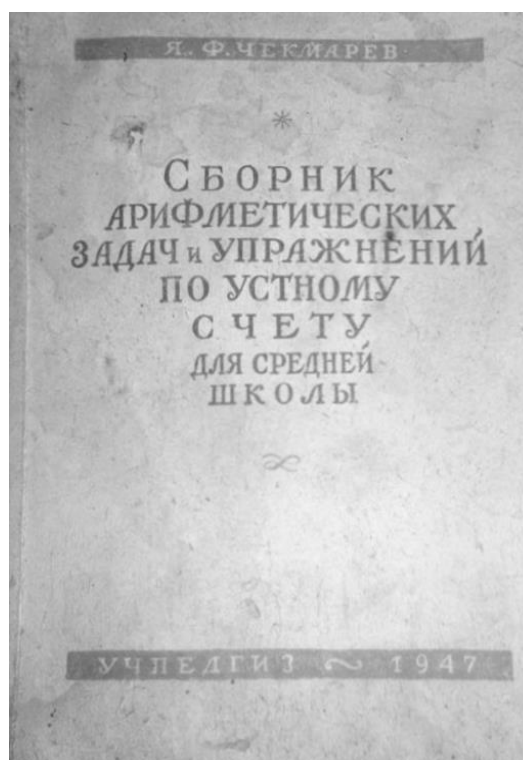 Я. Ф. ЧЕКМАРЕВ
СБОРНИК
АРИФМЕТИЧЕСКИХ
ЗАДАЧ и УПРАЖНЕНИЙ
ПО УСТНОМУ
СЧЕТУ
ДЛЯ СРЕДНЕЙ
ШКОЛЫ
УЧПЕДГИЗ ~ 1947